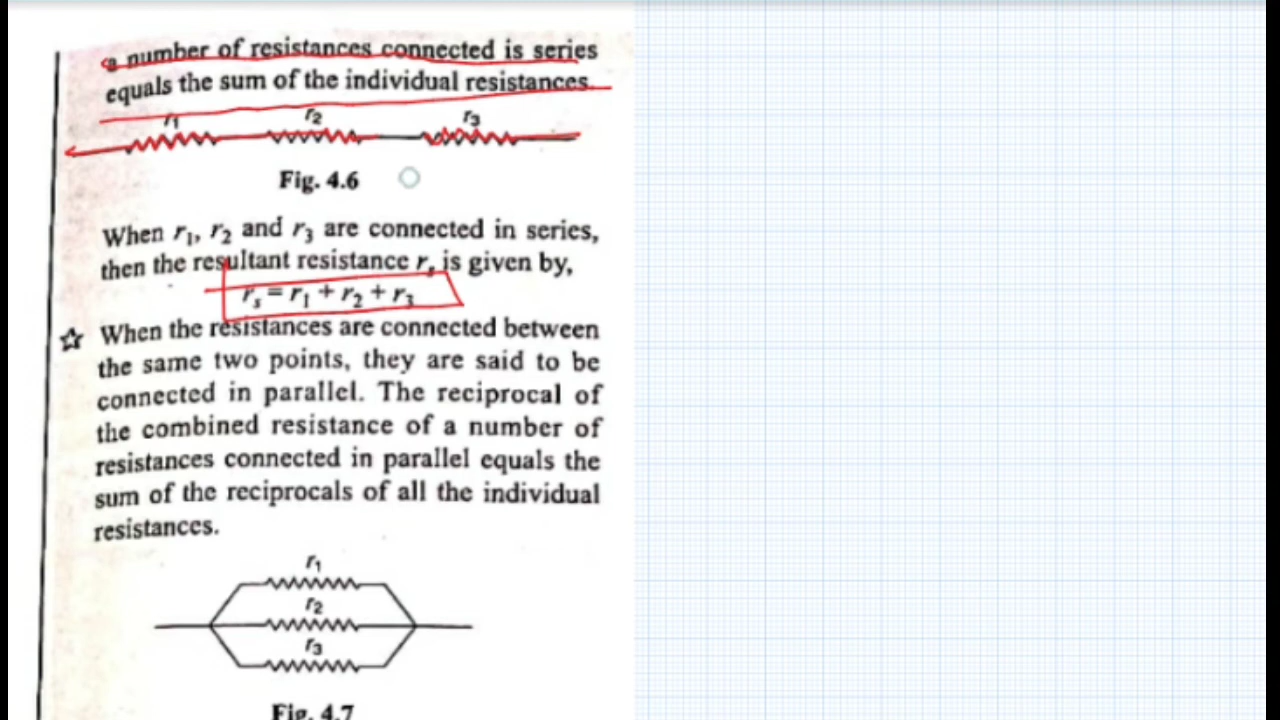 a number of resistances connected is series
equals the sum of the individual resistances.
r1 r2 r3
Fig. 4.6
When r1, r2 and r3 are connected in series,
then the resultant resistance rs is given by,
rs = r1 + r2 + r3
☆ When the resistances are connected between
the same two points, they are said to be
connected in parallel. The reciprocal of
the combined resistance of a number of
resistances connected in parallel equals the
sum of the reciprocals of all the individual
resistances.
r1
r2
r3
Fig. 4.7